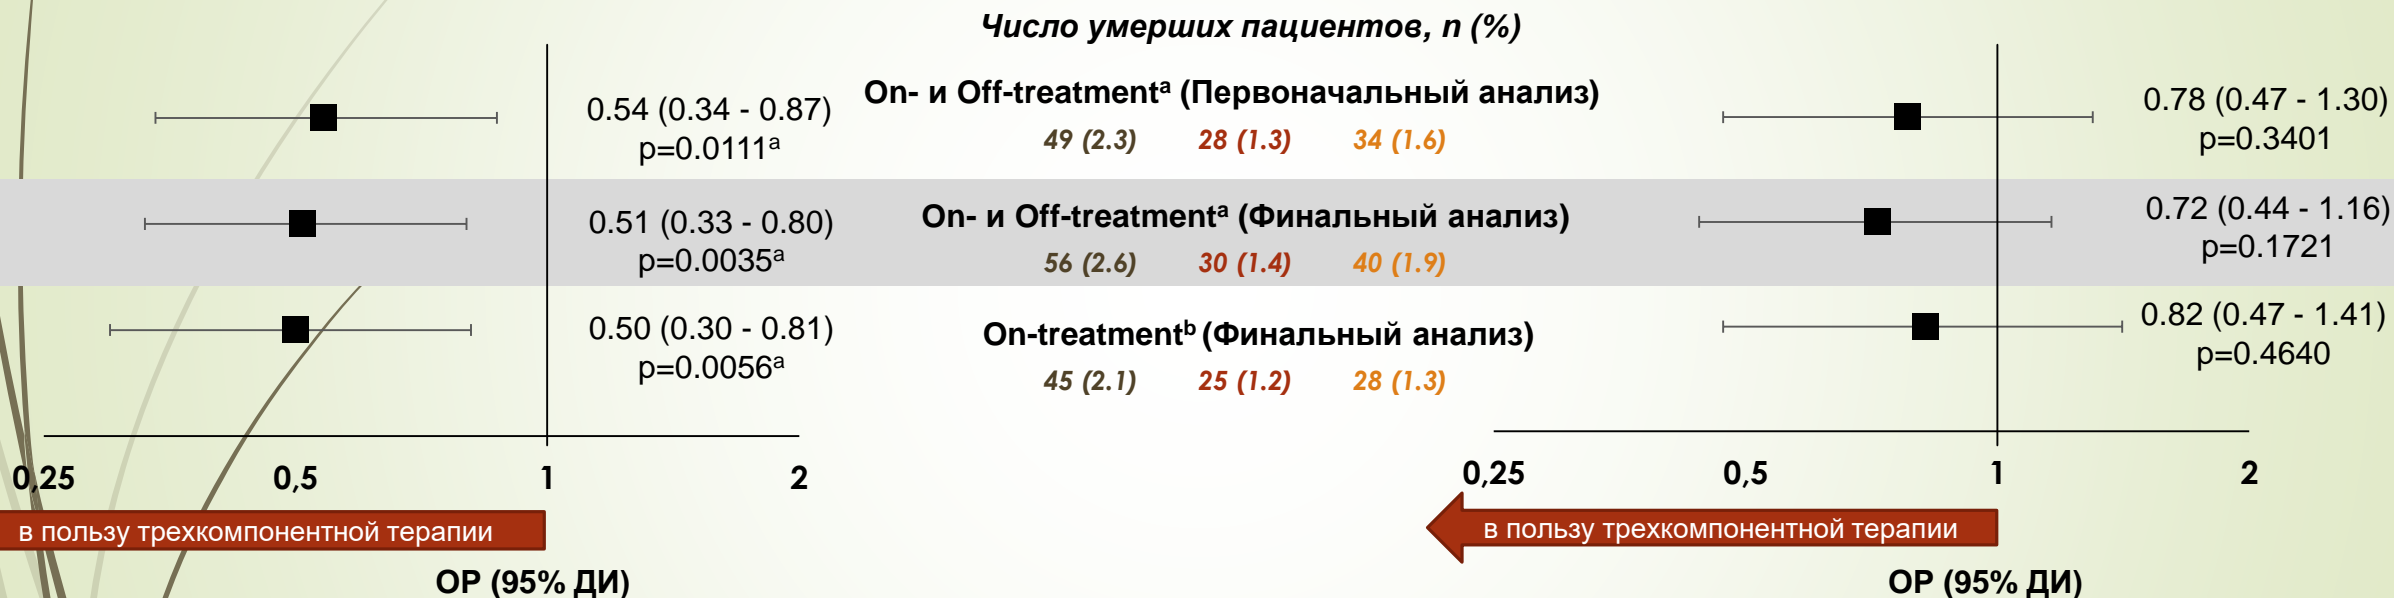 Число умерших пациентов, n (%)
0.54 (0.34 - 0.87)
p=0.0111ᵃ
On- и Off-treatmentᵃ (Первоначальный анализ)
49 (2.3) 28 (1.3) 34 (1.6)
0.78 (0.47 - 1.30)
p=0.3401
0.51 (0.33 - 0.80)
p=0.0035ᵃ
On- и Off-treatmentᵃ (Финальный анализ)
56 (2.6) 30 (1.4) 40 (1.9)
0.72 (0.44 - 1.16)
p=0.1721
0.50 (0.30 - 0.81)
p=0.0056ᵃ
On-treatmentᵇ (Финальный анализ)
45 (2.1) 25 (1.2) 28 (1.3)
0.82 (0.47 - 1.41)
p=0.4640
0,25 0,5 1 2
в пользу трехкомпонентной терапии
ОР (95% ДИ)
0,25 0,5 1 2
в пользу трехкомпонентной терапии
ОР (95% ДИ)